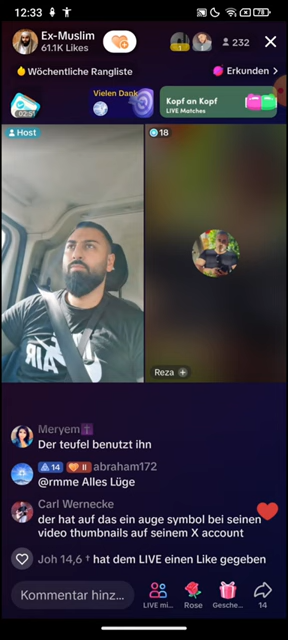 12:33
78
Ex-Muslim
61.1K Likes
1
232
Wöchentliche Rangliste
Erkunden
02:51
Vielen Dank
Kopf an Kopf
LIVE Matches
Host
18
AIR
Reza
Meryem
Der teufel benutzt ihn
14 II abraham172
@rmme Alles Lüge
Carl Wernecke
der hat auf das ein auge symbol bei seinen
video thumbnails auf seinem X account
Joh 14,6 † hat dem LIVE einen Like gegeben
Kommentar hinz...
LIVE mi...
Rose
Gesche...
14